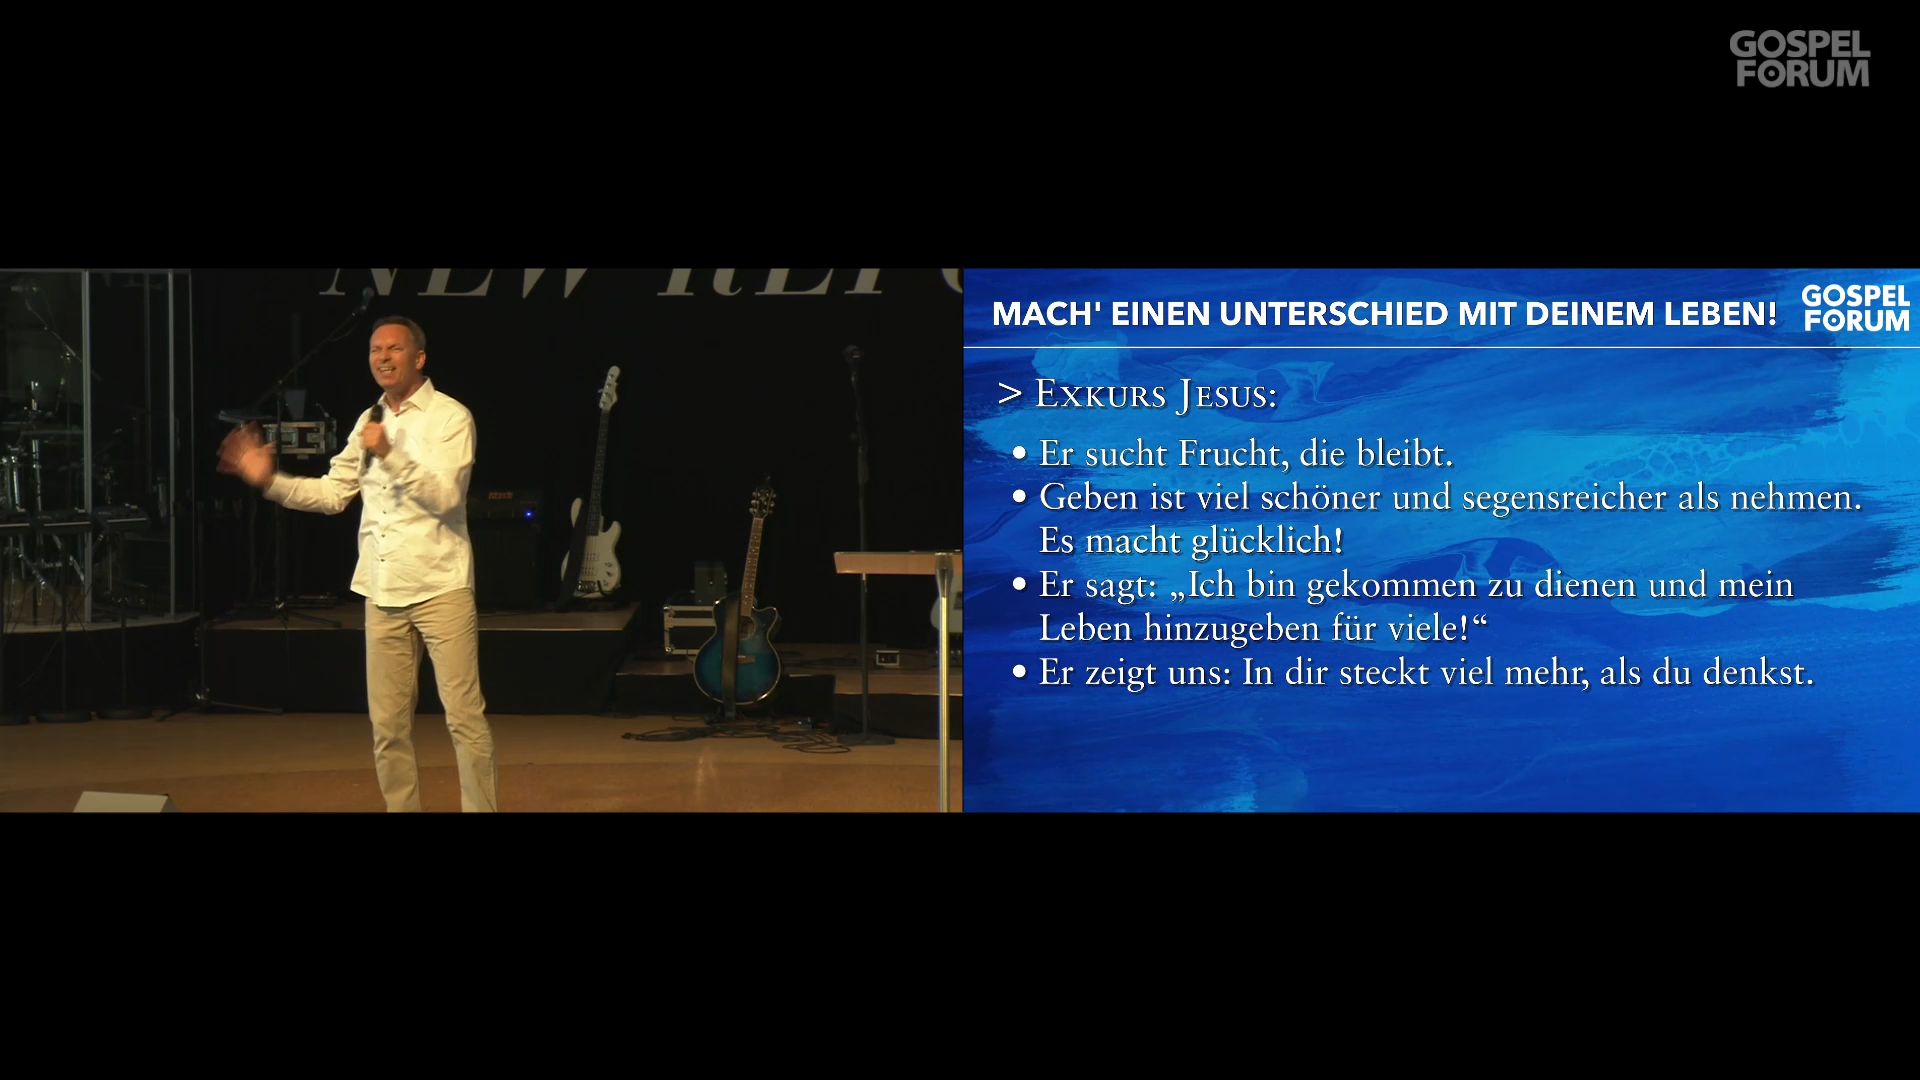 GOSPEL
FORUM
NEW
MACH' EINEN UNTERSCHIED MIT DEINEM LEBEN!
GOSPEL
FORUM
> EXKURS JESUS:
• Er sucht Frucht, die bleibt.
• Geben ist viel schöner und segensreicher als nehmen.
Es macht glücklich!
• Er sagt: „Ich bin gekommen zu dienen und mein
Leben hinzugeben für viele!“
• Er zeigt uns: In dir steckt viel mehr, als du denkst.